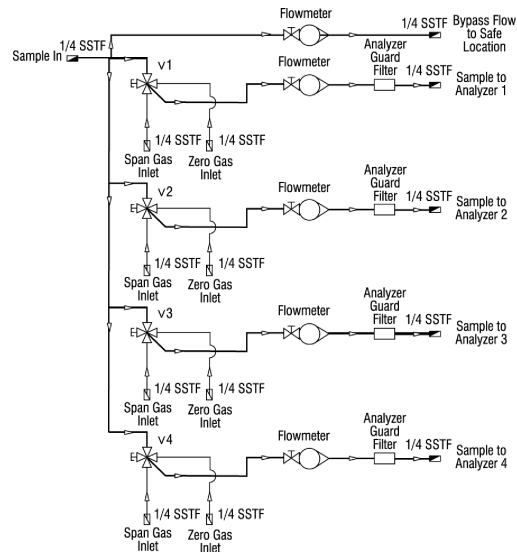 Flowmeter
1/4 SSTF
Bypass Flow
to Safe
Location
1/4 SSTF
Sample In
v1
Flowmeter
Analyzer
Guard
Filter
1/4 SSTF
Sample to
Analyzer 1
1/4 SSTF
1/4 SSTF
Span Gas
Inlet
Zero Gas
Inlet
v2
Flowmeter
Analyzer
Guard
Filter
1/4 SSTF
Sample to
Analyzer 2
1/4 SSTF
1/4 SSTF
Span Gas
Inlet
Zero Gas
Inlet
v3
Flowmeter
Analyzer
Guard
Filter
1/4 SSTF
Sample to
Analyzer 3
1/4 SSTF
1/4 SSTF
Span Gas
Inlet
Zero Gas
Inlet
v4
Flowmeter
Analyzer
Guard
Filter
1/4 SSTF
Sample to
Analyzer 4
1/4 SSTF
1/4 SSTF
Span Gas
Inlet
Zero Gas
Inlet